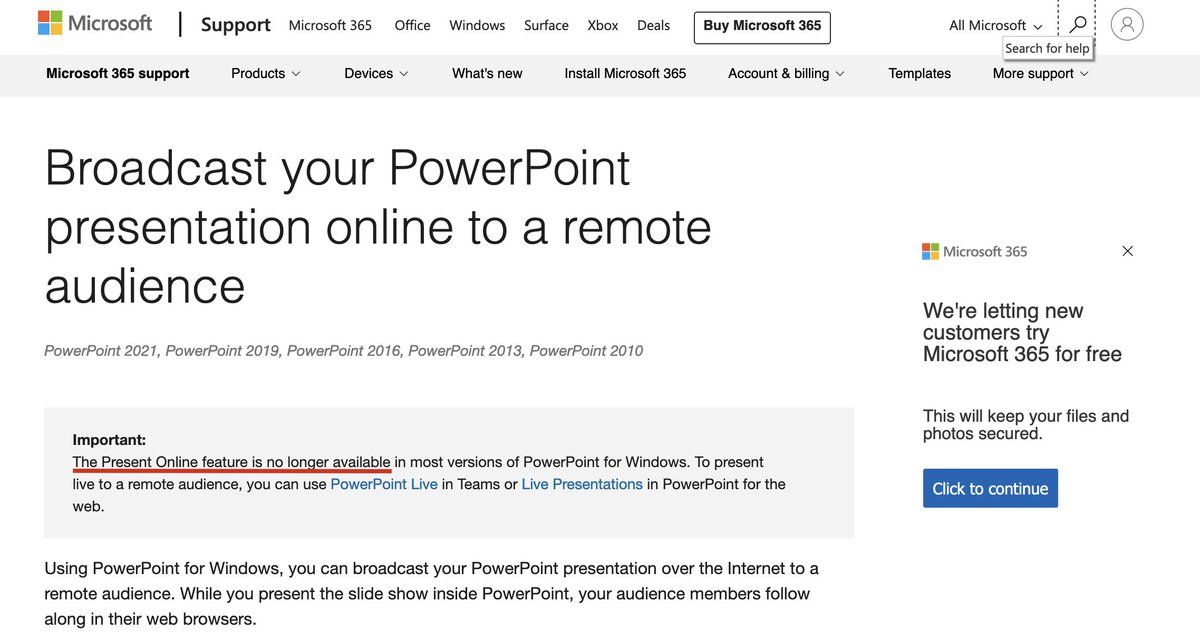 Microsoft | Support Microsoft 365 Office Windows Surface Xbox Deals Buy Microsoft 365 All Microsoft
Search for help
Microsoft 365 support Products Devices What's new Install Microsoft 365 Account & billing Templates More support
Broadcast your PowerPoint
presentation online to a remote
audience
PowerPoint 2021, PowerPoint 2019, PowerPoint 2016, PowerPoint 2013, PowerPoint 2010
Important:
The Present Online feature is no longer available in most versions of PowerPoint for Windows. To present
live to a remote audience, you can use PowerPoint Live in Teams or Live Presentations in PowerPoint for the
web.
Using PowerPoint for Windows, you can broadcast your PowerPoint presentation over the Internet to a
remote audience. While you present the slide show inside PowerPoint, your audience members follow
along in their web browsers.
Microsoft 365
We're letting new
customers try
Microsoft 365 for free
This will keep your files and
photos secured.
Click to continue